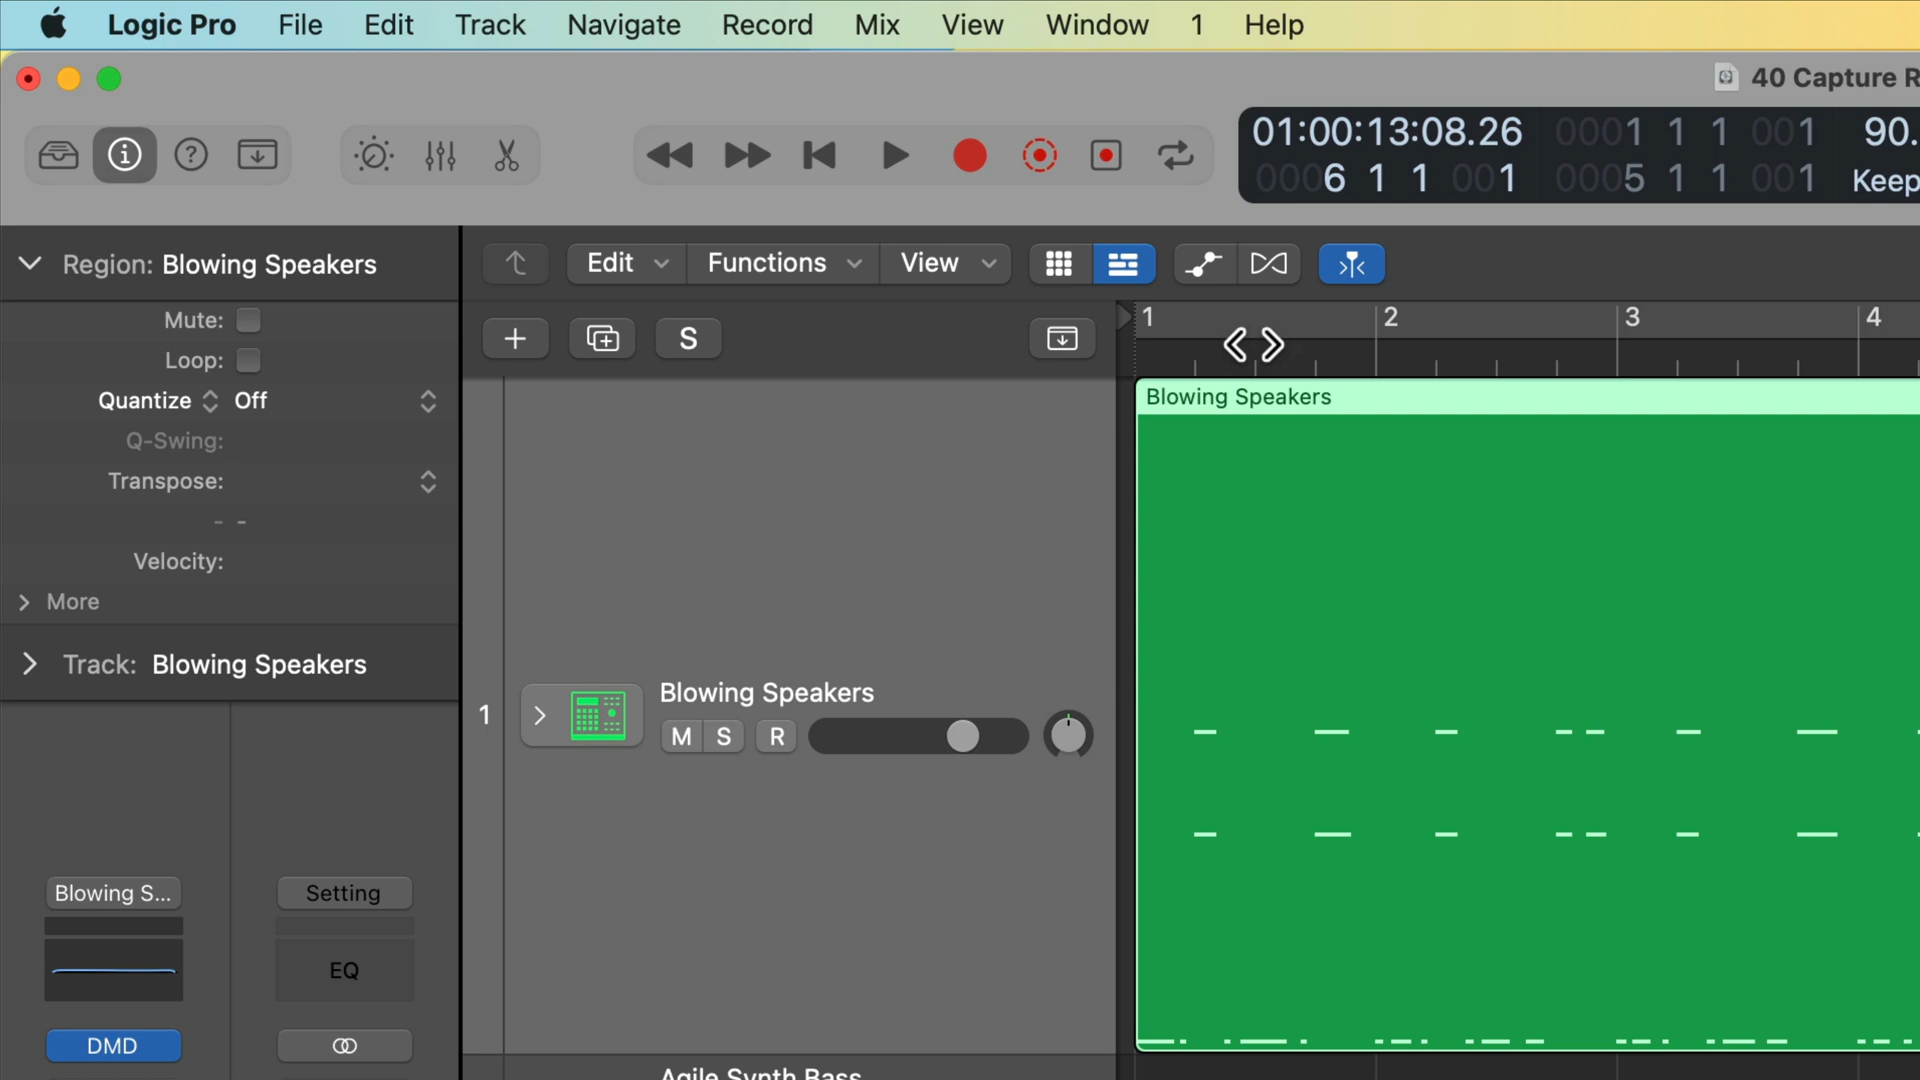 Logic Pro File Edit Track Navigate Record Mix View Window 1 Help
40 Capture R
01:00:13:08.26 0001 1 1 001 90.
0006 1 1 001 0005 1 1 001 Keep
Region: Blowing Speakers
Edit Functions View
Mute:
Loop:
Quantize Off
Q-Swing:
Transpose:
- -
Velocity:
More
Track: Blowing Speakers
S
1 2 3 4
Blowing Speakers
1
Blowing Speakers
M S R
Blowing S...
Setting
EQ
DMD
Agile Synth Bass